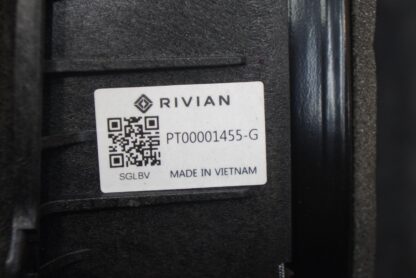 RIVIAN
PT00001455-G
SGLBV
MADE IN VIETNAM